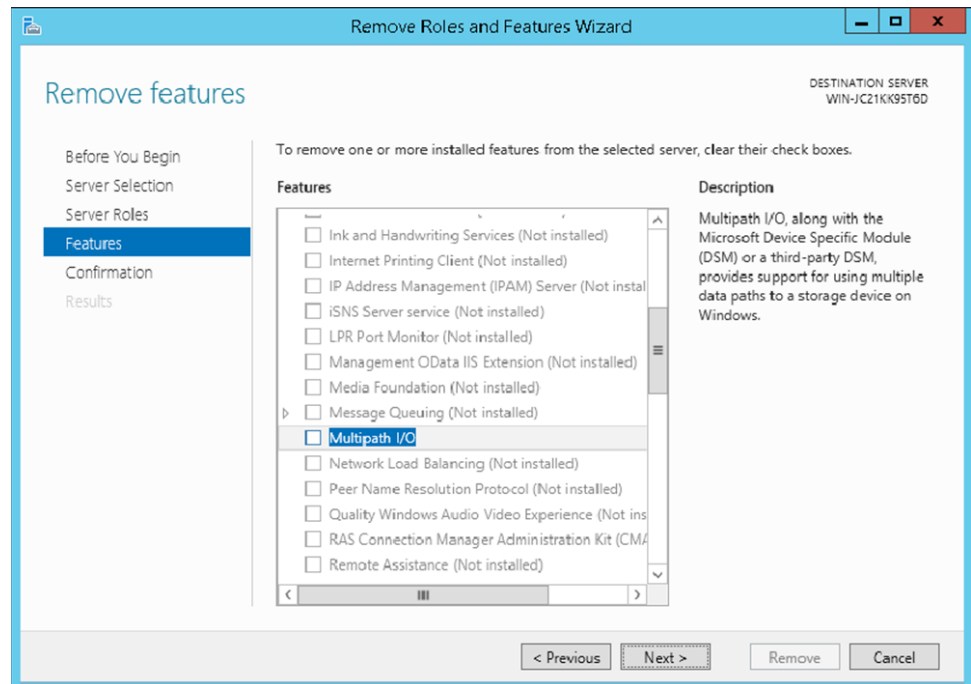 Remove Roles and Features Wizard
Remove features
DESTINATION SERVER
WIN-JC21KK95T6D
Before You Begin
Server Selection
Server Roles
Features
Confirmation
Results
To remove one or more installed features from the selected server, clear their check boxes.
Features
Ink and Handwriting Services (Not installed)
Internet Printing Client (Not installed)
IP Address Management (IPAM) Server (Not instal
iSNS Server service (Not installed)
LPR Port Monitor (Not installed)
Management OData IIS Extension (Not installed)
Media Foundation (Not installed)
Message Queuing (Not installed)
Multipath I/O
Network Load Balancing (Not installed)
Peer Name Resolution Protocol (Not installed)
Quality Windows Audio Video Experience (Not ins
RAS Connection Manager Administration Kit (CMA
Remote Assistance (Not installed)
Description
Multipath I/O, along with the
Microsoft Device Specific Module
(DSM) or a third-party DSM,
provides support for using multiple
data paths to a storage device on
Windows.
< Previous
Next >
Remove
Cancel